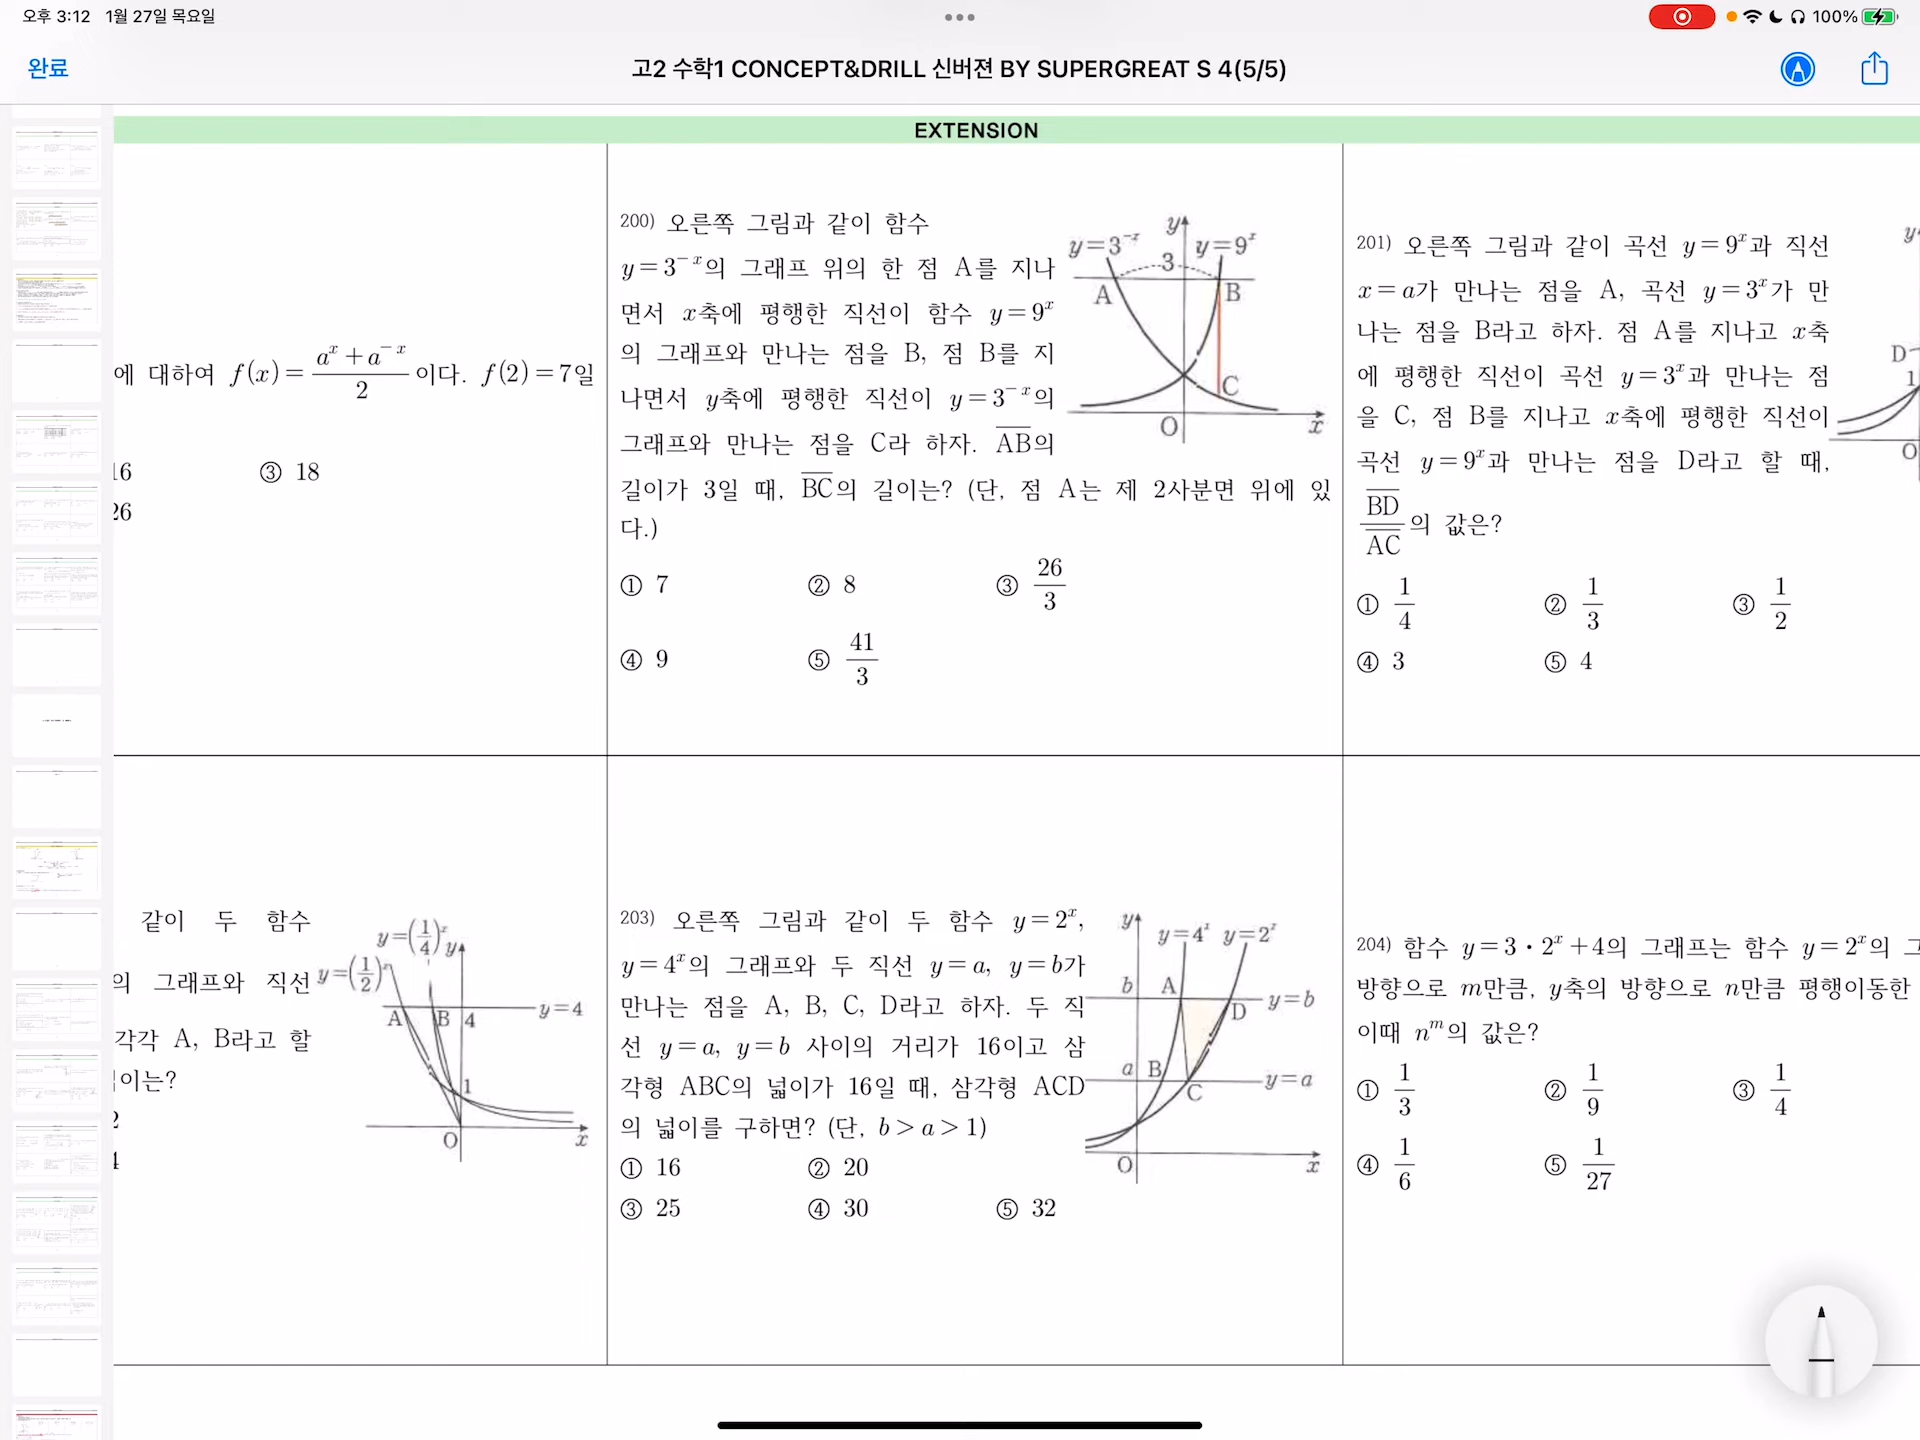 오후 3:12 1월 27일 목요일
100%
완료
고2 수학1 CONCEPT&DRILL 신버젼 BY SUPERGREAT S 4(5/5)
EXTENSION
에 대하여 f(x)=(a^x+a^-x)/2 이다. f(2)=7일
16 ③ 18
26
200) 오른쪽 그림과 같이 함수
y=3^-x의 그래프 위의 한 점 A를 지나
면서 x축에 평행한 직선이 함수 y=9^x
의 그래프와 만나는 점을 B, 점 B를 지
나면서 y축에 평행한 직선이 y=3^-x의
그래프와 만나는 점을 C라 하자. AB의
길이가 3일 때, BC의 길이는? (단, 점 A는 제 2사분면 위에 있
다.)
① 7 ② 8 ③ 26/3
④ 9 ⑤ 41/3
y=3^-x y y=9^x
3
A B
C
O x
201) 오른쪽 그림과 같이 곡선 y=9^x과 직선
x=a가 만나는 점을 A, 곡선 y=3^x가 만
나는 점을 B라고 하자. 점 A를 지나고 x축
에 평행한 직선이 곡선 y=3^x과 만나는 점
을 C, 점 B를 지나고 x축에 평행한 직선이
곡선 y=9^x과 만나는 점을 D라고 할 때,
BD/AC의 값은?
① 1/4 ② 1/3 ③ 1/2
④ 3 ⑤ 4
y
D
1
O
같이 두 함수
의 그래프와 직선
각각 A, B라고 할
이는?
2
4
y=(1/4)^x y
y=(1/2)^x
A B 4 y=4
1
O x
203) 오른쪽 그림과 같이 두 함수 y=2^x,
y=4^x의 그래프와 두 직선 y=a, y=b가
만나는 점을 A, B, C, D라고 하자. 두 직
선 y=a, y=b 사이의 거리가 16이고 삼
각형 ABC의 넓이가 16일 때, 삼각형 ACD
의 넓이를 구하면? (단, b>a>1)
① 16 ② 20
③ 25 ④ 30 ⑤ 32
y y=4^x y=2^x
b A y=b
D
a B y=a
C
O x
204) 함수 y=3·2^x+4의 그래프는 함수 y=2^x의 그
방향으로 m만큼, y축의 방향으로 n만큼 평행이동한
이때 n^m의 값은?
① 1/3 ② 1/9 ③ 1/4
④ 1/6 ⑤ 1/27